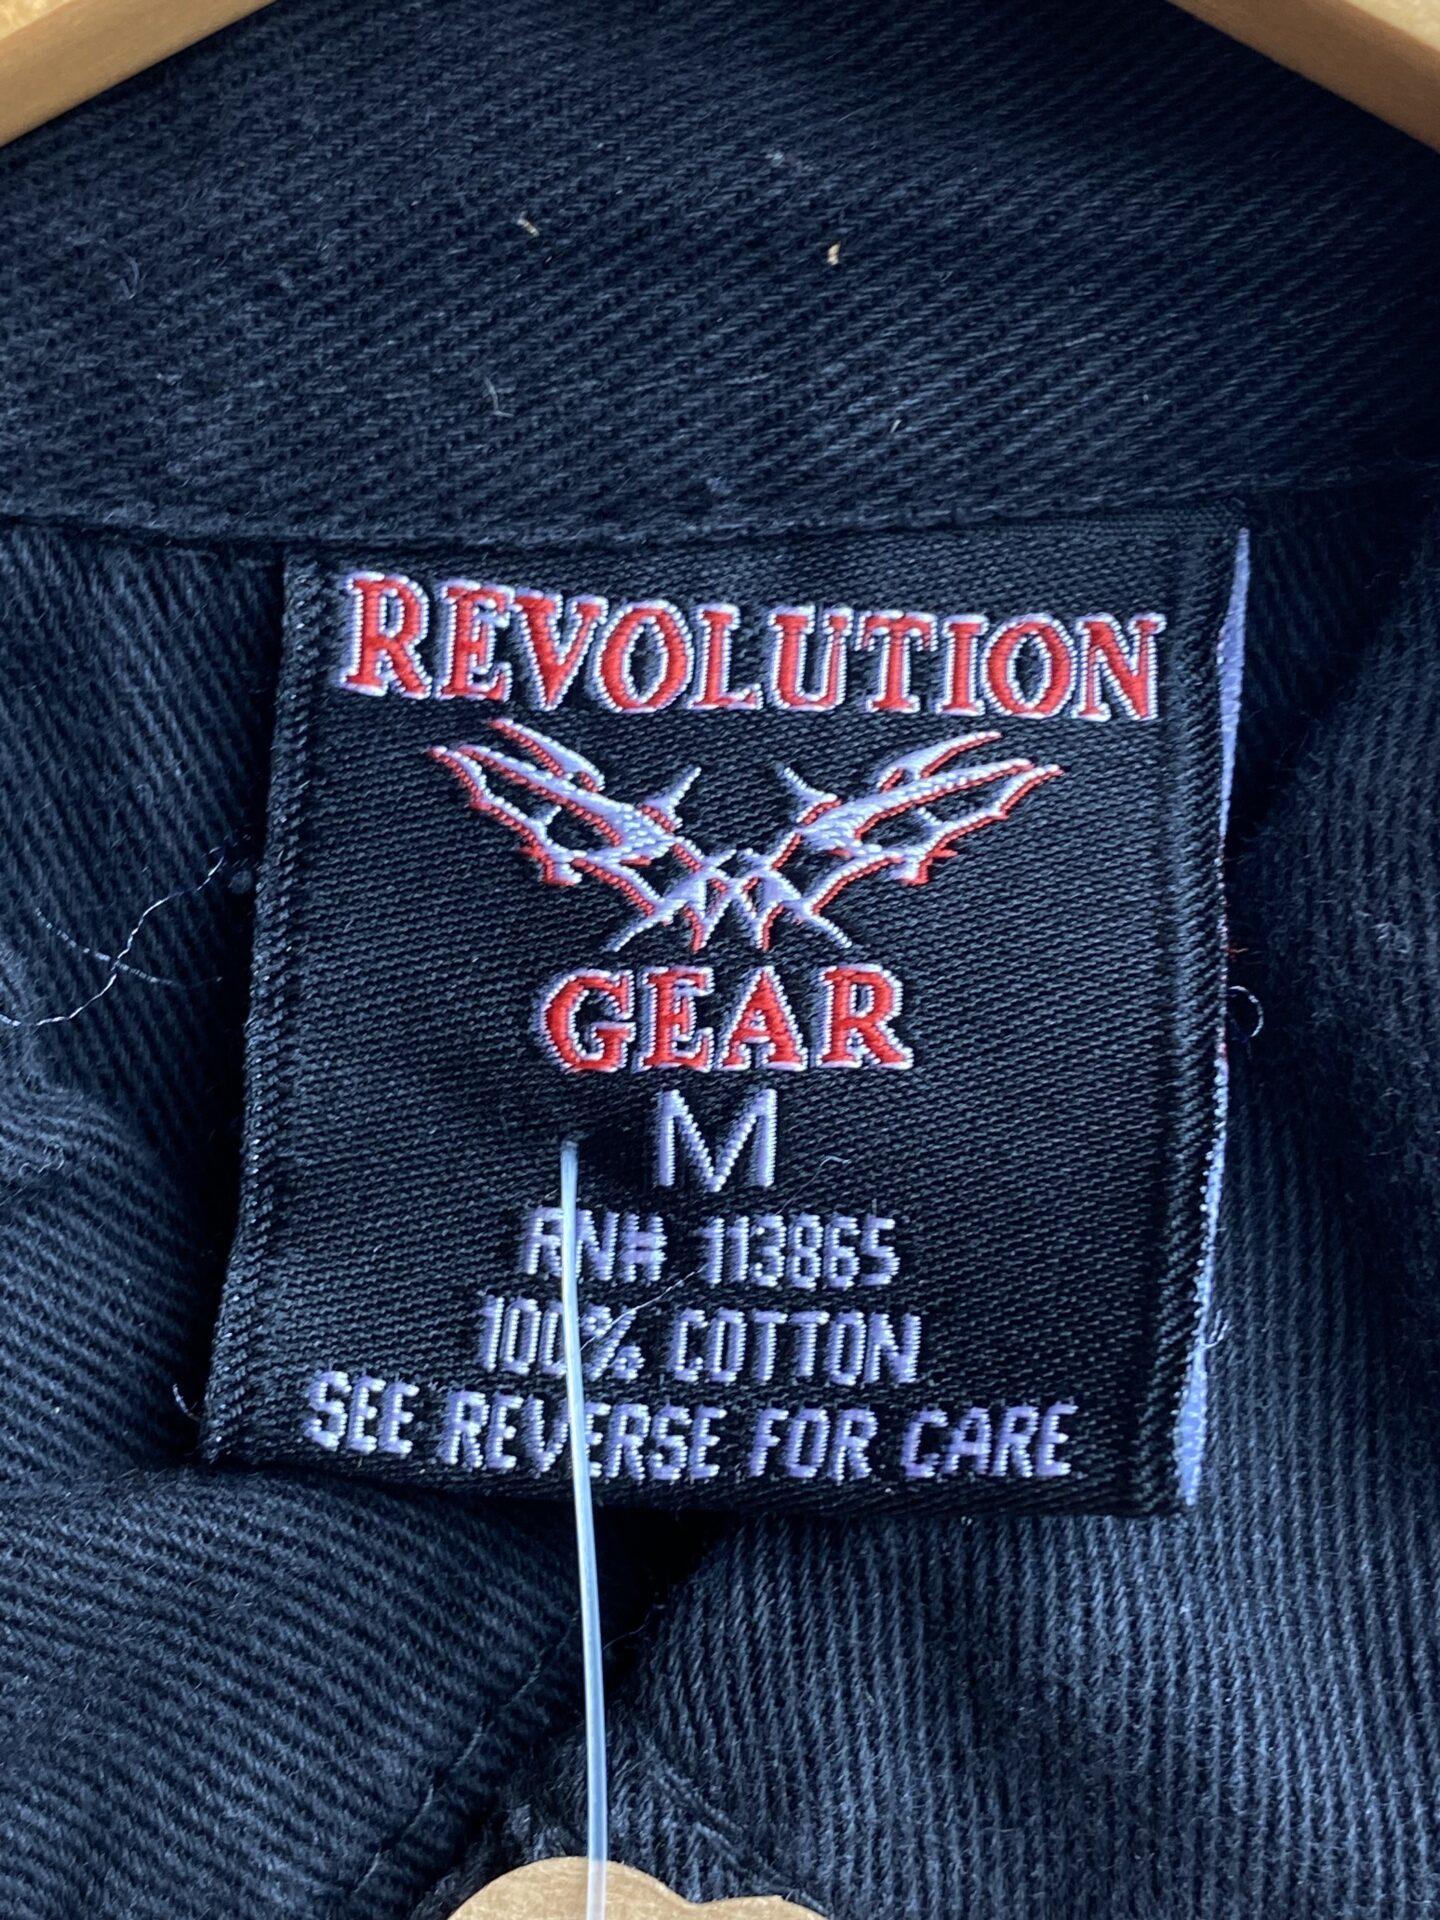 REVOLUTION
GEAR
M
RN# 113865
100% COTTON
SEE REVERSE FOR CARE